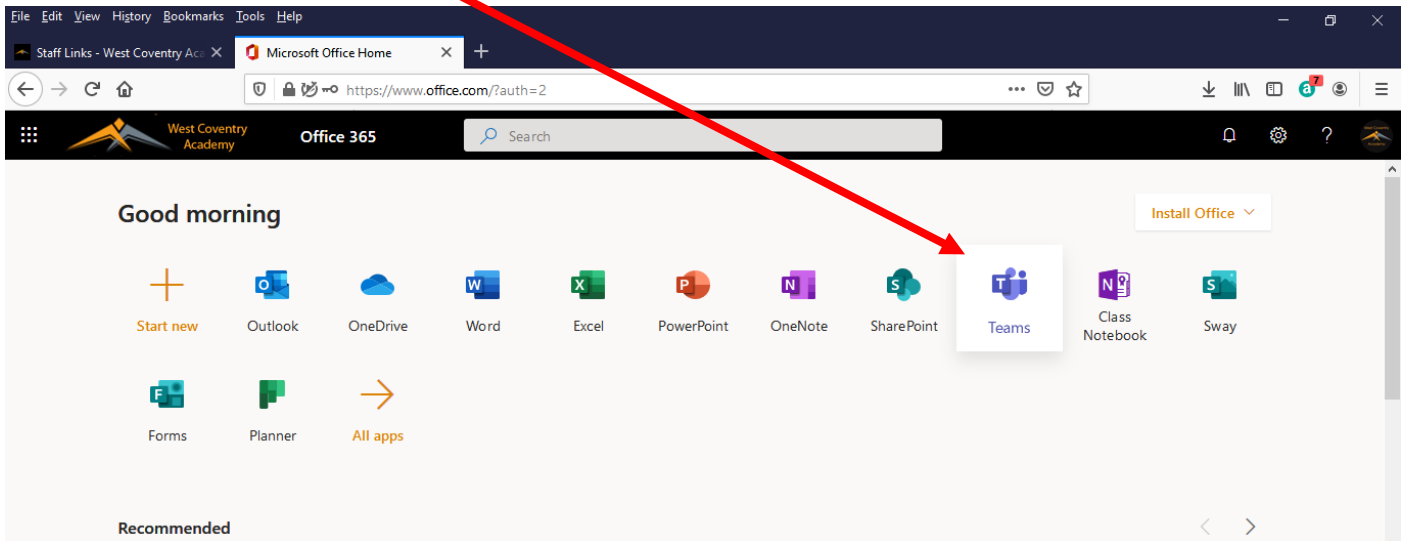 File Edit View History Bookmarks Tools Help
Staff Links - West Coventry Aca
Microsoft Office Home
https://www.office.com/?auth=2
7
a
West Coventry
Academy
Office 365
Search
?
Good morning
Install Office
Start new
Outlook
OneDrive
Word
Excel
PowerPoint
OneNote
SharePoint
Teams
Class
Notebook
Sway
Forms
Planner
All apps
Recommended